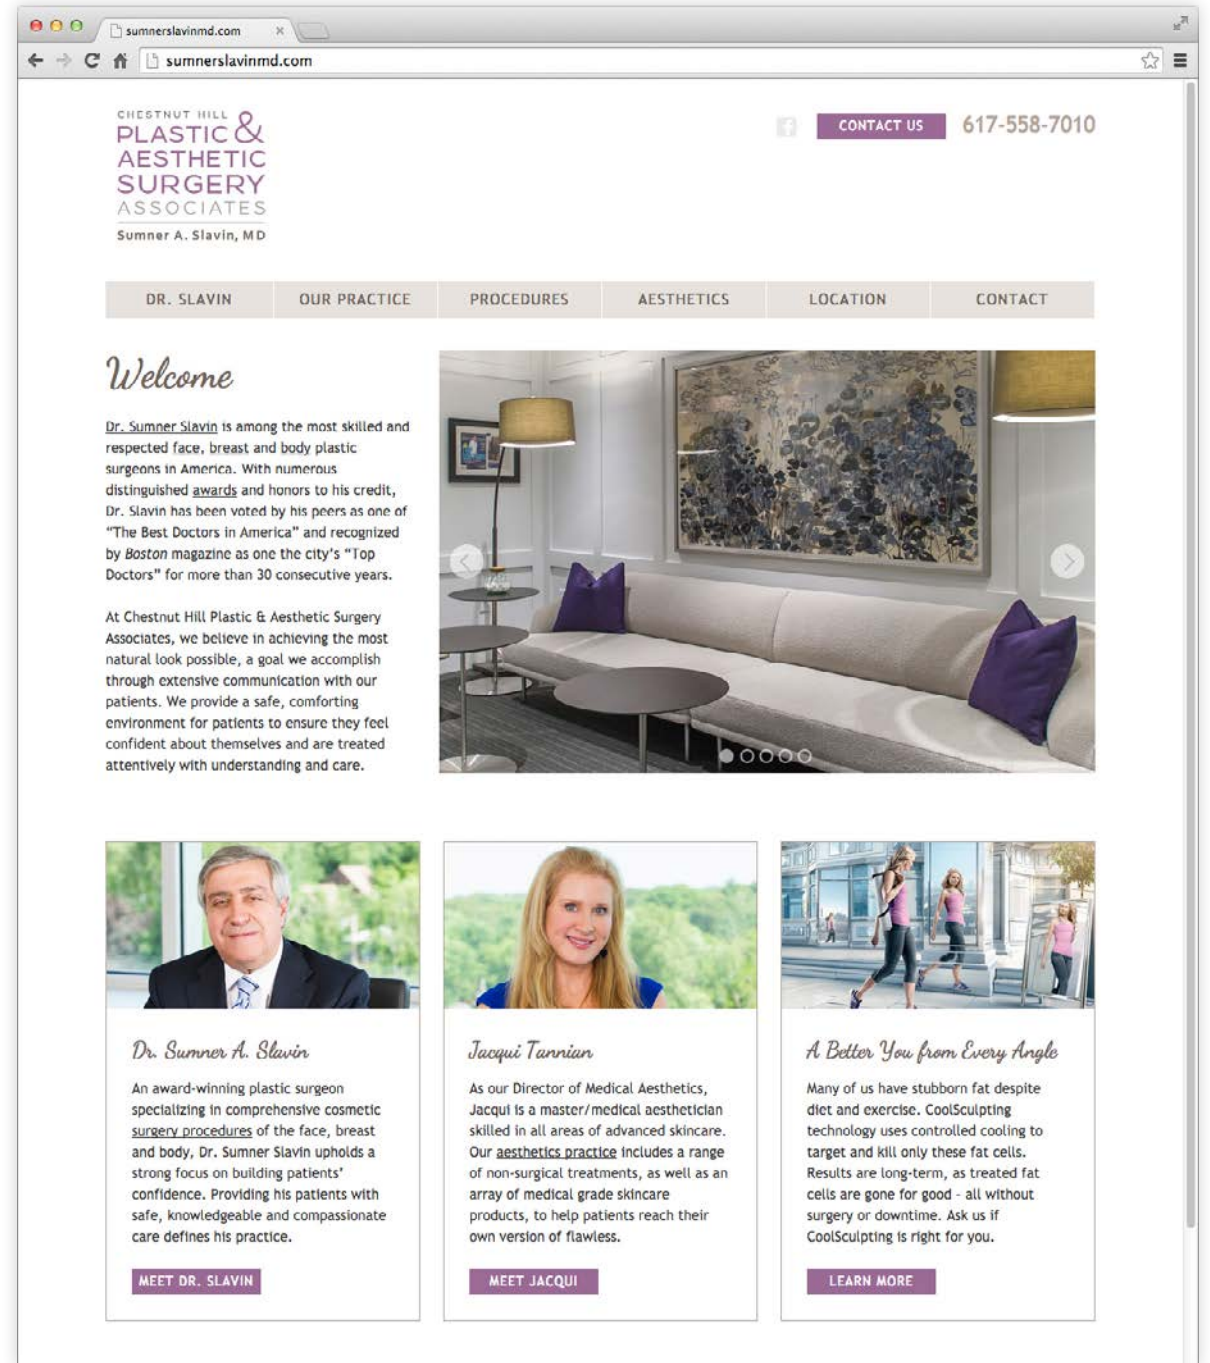 sumnerslavinmd.com
sumnerslavinmd.com
CHESTNUT HILL
PLASTIC &
AESTHETIC
SURGERY
ASSOCIATES
Sumner A. Slavin, MD
CONTACT US
617-558-7010
DR. SLAVIN
OUR PRACTICE
PROCEDURES
AESTHETICS
LOCATION
CONTACT
Welcome
Dr. Sumner Slavin is among the most skilled and
respected face, breast and body plastic
surgeons in America. With numerous
distinguished awards and honors to his credit,
Dr. Slavin has been voted by his peers as one of
“The Best Doctors in America” and recognized
by Boston magazine as one the city’s “Top
Doctors” for more than 30 consecutive years.
At Chestnut Hill Plastic & Aesthetic Surgery
Associates, we believe in achieving the most
natural look possible, a goal we accomplish
through extensive communication with our
patients. We provide a safe, comforting
environment for patients to ensure they feel
confident about themselves and are treated
attentively with understanding and care.
Dr. Sumner A. Slavin
An award-winning plastic surgeon
specializing in comprehensive cosmetic
surgery procedures of the face, breast
and body, Dr. Sumner Slavin upholds a
strong focus on building patients’
confidence. Providing his patients with
safe, knowledgeable and compassionate
care defines his practice.
MEET DR. SLAVIN
Jacqui Tannian
As our Director of Medical Aesthetics,
Jacqui is a master/medical aesthetician
skilled in all areas of advanced skincare.
Our aesthetics practice includes a range
of non-surgical treatments, as well as an
array of medical grade skincare
products, to help patients reach their
own version of flawless.
MEET JACQUI
A Better You from Every Angle
Many of us have stubborn fat despite
diet and exercise. CoolSculpting
technology uses controlled cooling to
target and kill only these fat cells.
Results are long-term, as treated fat
cells are gone for good – all without
surgery or downtime. Ask us if
CoolSculpting is right for you.
LEARN MORE